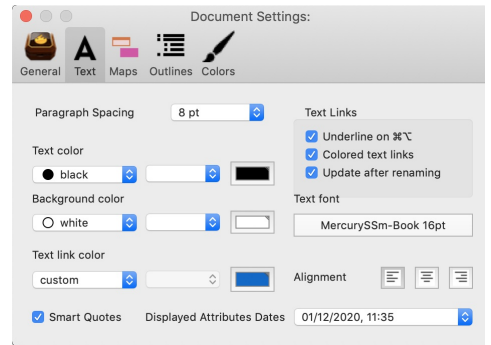 Document Settings:
General Text Maps Outlines Colors
Paragraph Spacing 8 pt
Text Links
Underline on ⌘⌥
Colored text links
Update after renaming
Text color
black
Background color
white
Text font
MercurySSm-Book 16pt
Text link color
custom
Alignment
Smart Quotes Displayed Attributes Dates 01/12/2020, 11:35